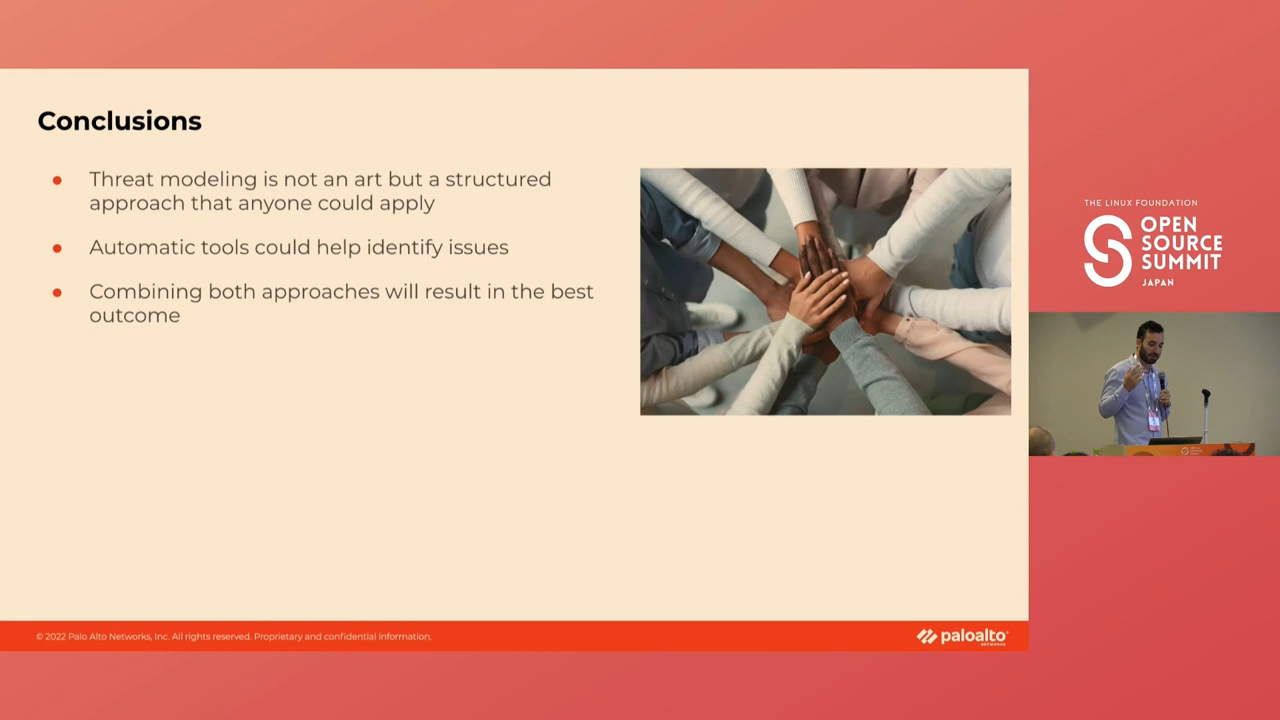 Conclusions
Threat modeling is not an art but a structured
approach that anyone could apply
Automatic tools could help identify issues
Combining both approaches will result in the best
outcome
© 2022 Palo Alto Networks, Inc. All rights reserved. Proprietary and confidential information.
paloalto
NETWORKS
THE LINUX FOUNDATION
OPEN
SOURCE
SUMMIT
JAPAN